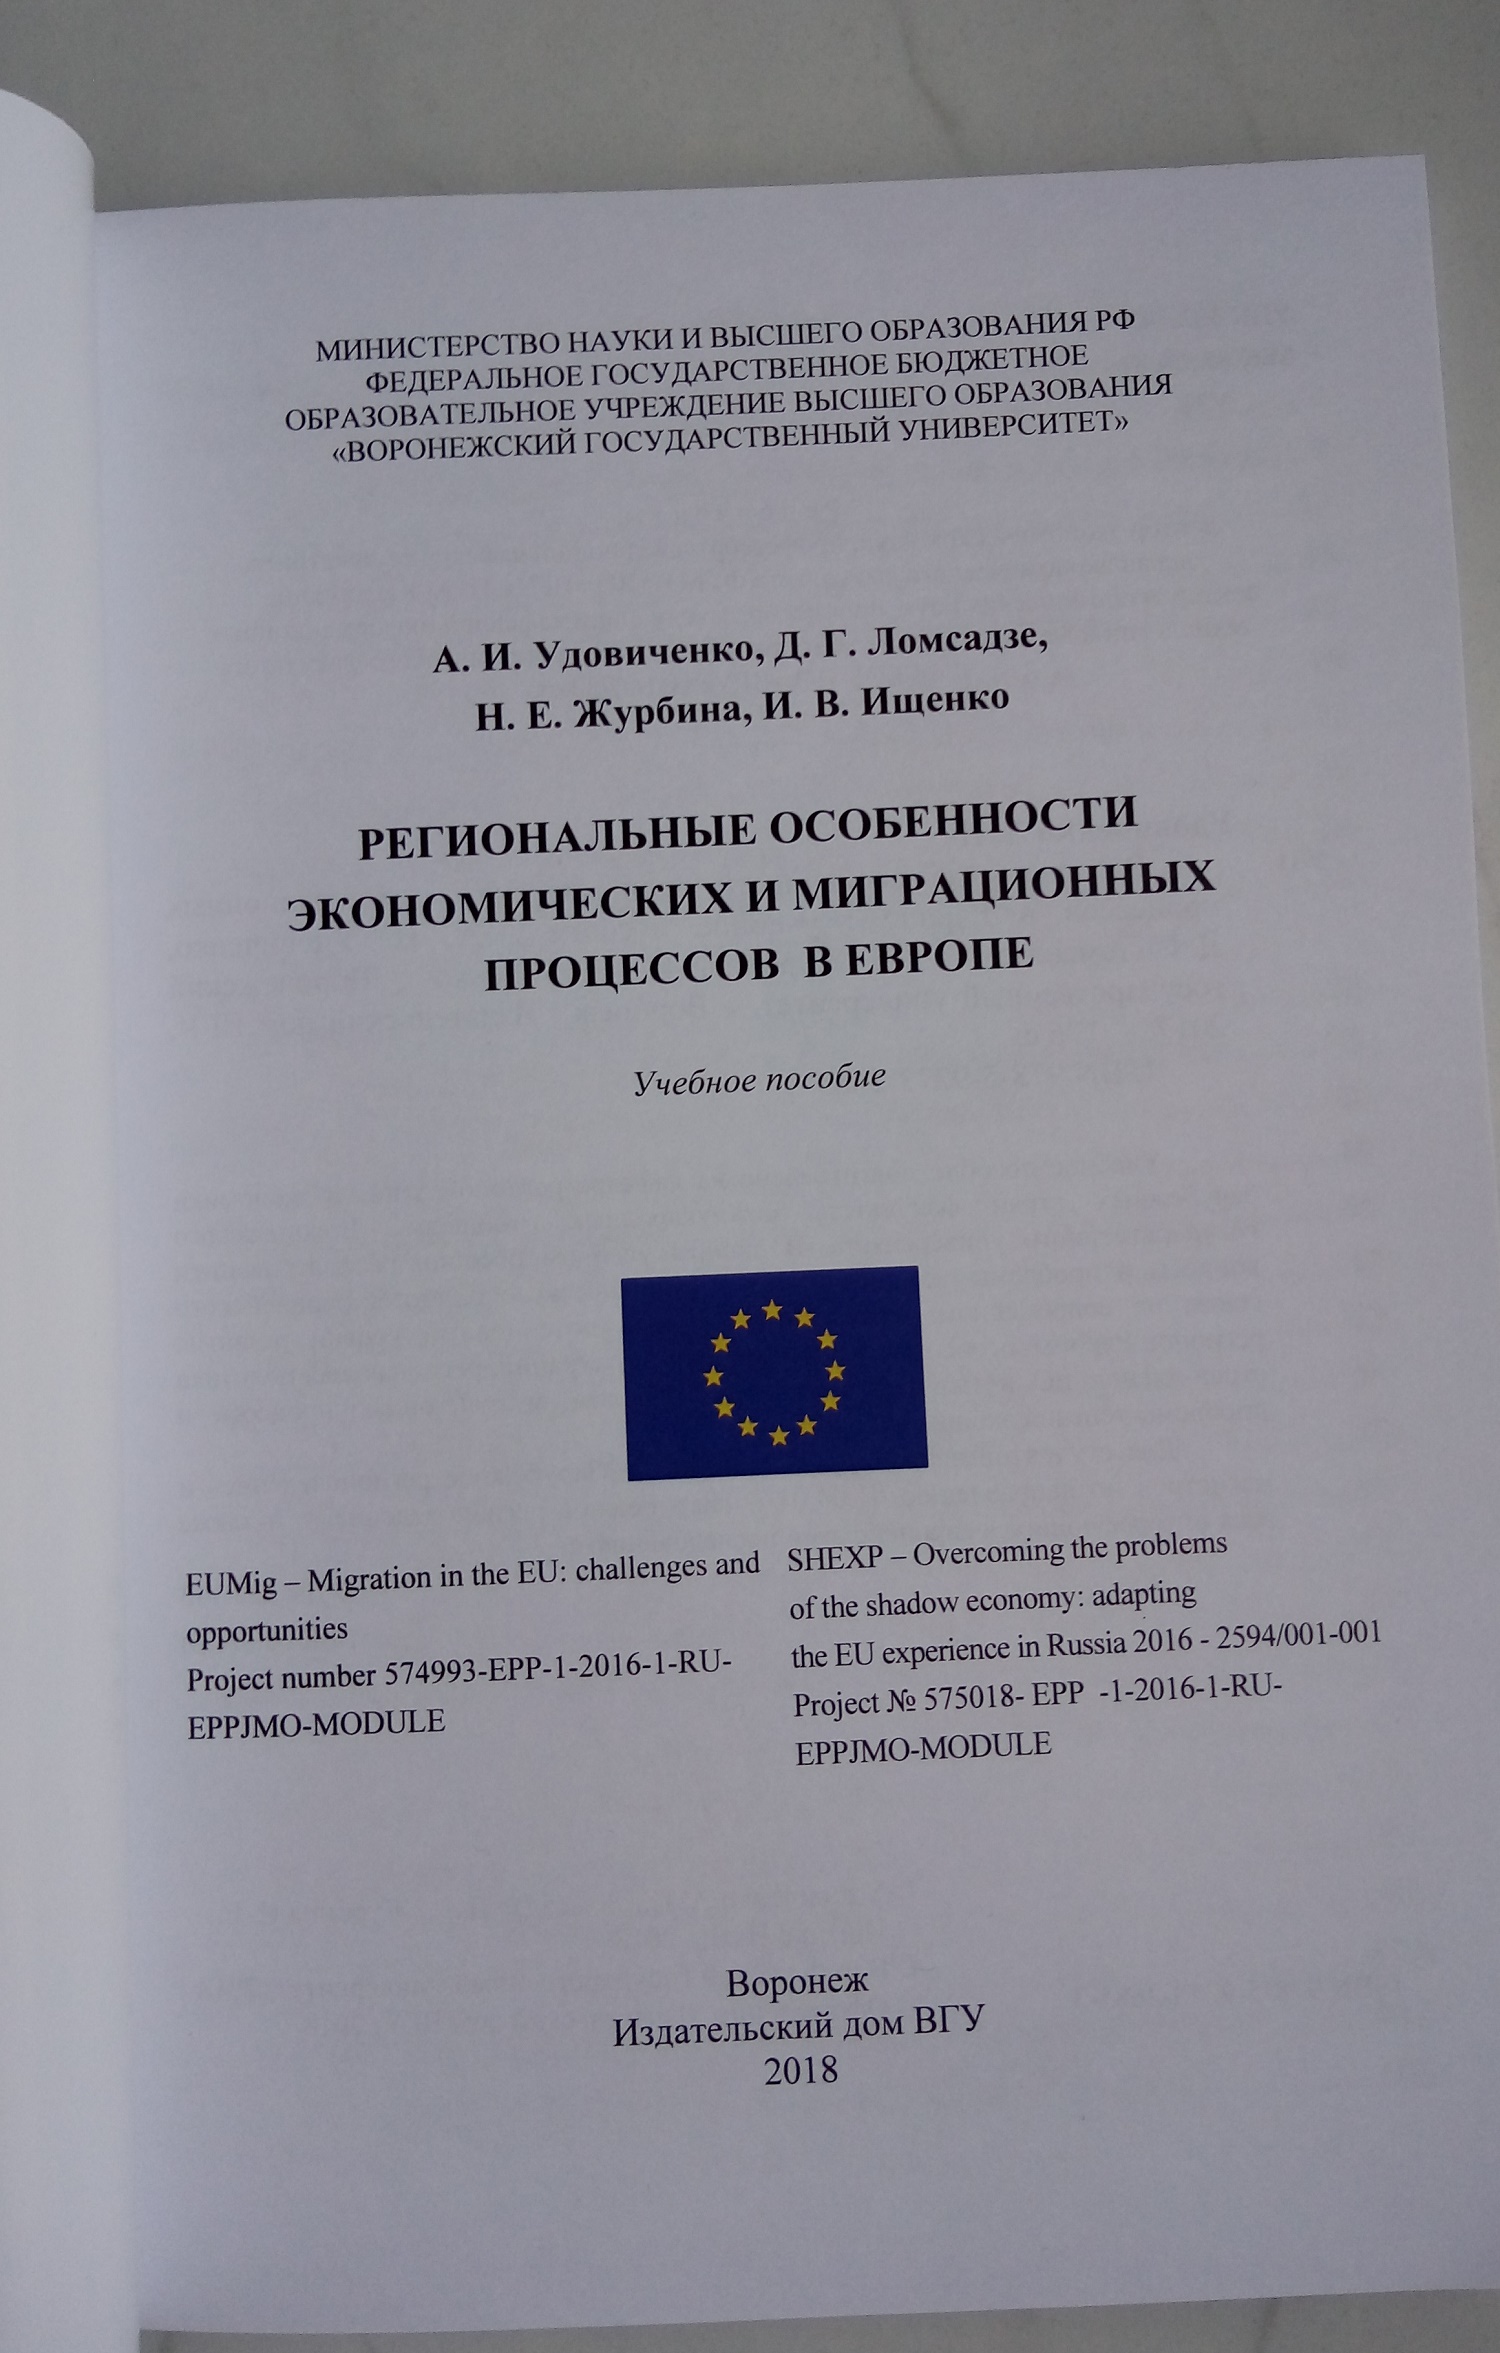 МИНИСТЕРСТВО НАУКИ И ВЫСШЕГО ОБРАЗОВАНИЯ РФ
ФЕДЕРАЛЬНОЕ ГОСУДАРСТВЕННОЕ БЮДЖЕТНОЕ
ОБРАЗОВАТЕЛЬНОЕ УЧРЕЖДЕНИЕ ВЫСШЕГО ОБРАЗОВАНИЯ
«ВОРОНЕЖСКИЙ ГОСУДАРСТВЕННЫЙ УНИВЕРСИТЕТ»
А. И. Удовиченко, Д. Г. Ломсадзе,
Н. Е. Журбина, И. В. Ищенко
РЕГИОНАЛЬНЫЕ ОСОБЕННОСТИ
ЭКОНОМИЧЕСКИХ И МИГРАЦИОННЫХ
ПРОЦЕССОВ В ЕВРОПЕ
Учебное пособие
EUMig – Migration in the EU: challenges and
opportunities
Project number 574993-EPP-1-2016-1-RU-
EPPJMO-MODULE
SHEXP – Overcoming the problems
of the shadow economy: adapting
the EU experience in Russia 2016 - 2594/001-001
Project № 575018- EPP -1-2016-1-RU-
EPPJMO-MODULE
Воронеж
Издательский дом ВГУ
2018